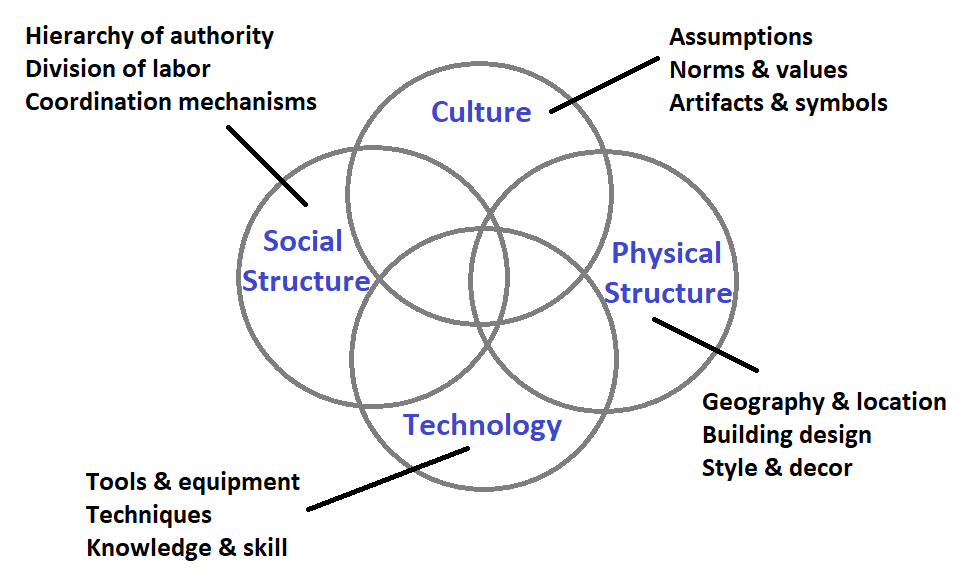 Hierarchy of authority
Division of labor
Coordination mechanisms
Assumptions
Norms & values
Artifacts & symbols
Culture
Social
Structure
Physical
Structure
Technology
Geography & location
Building design
Style & decor
Tools & equipment
Techniques
Knowledge & skill